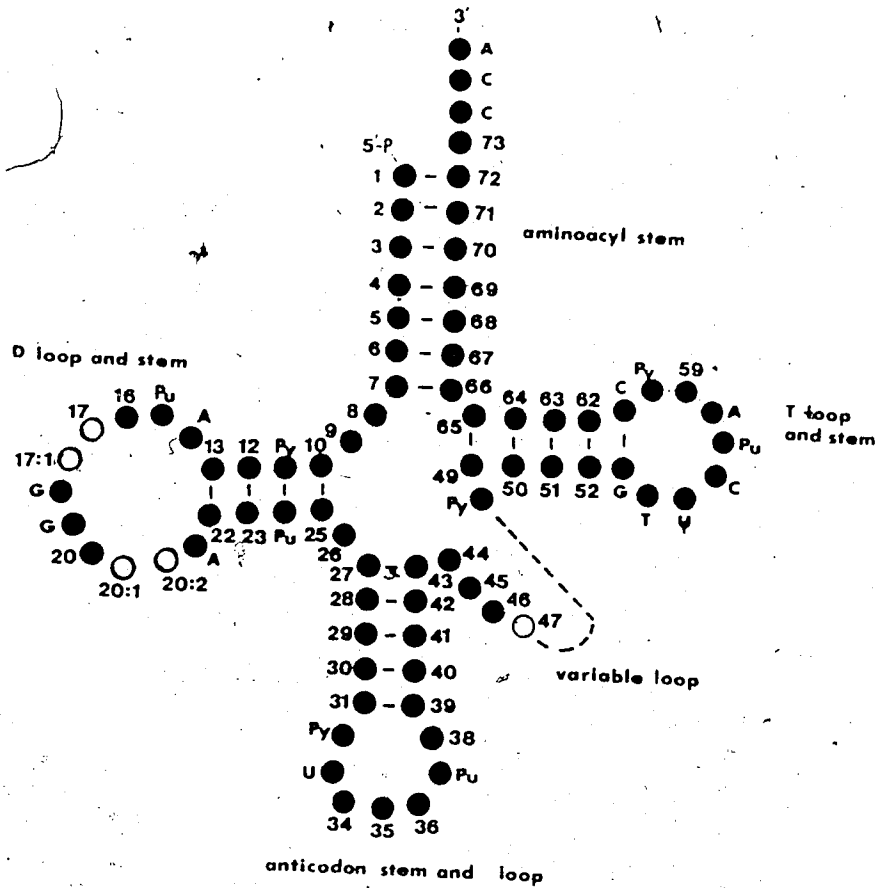 3'
A
C
C
73
5'-P
1 – 72
2 – 71
3 – 70
aminoacyl stem
4 – 69
5 – 68
6 – 67
7 – 66
D loop and stem
17 16 Pu A
17:1
G
G
20
20:1
20:2
A
13 12 Py 10
22 23 Pu 25
9 8
26
65 64 63 62 C
49 50 51 52 G
Py
Py 59 A Pu C Ψ T
T loop
and stem
27 43 44
45
46
47
28 – 42
29 – 41
30 – 40
31 – 39
variable loop
Py 38
U Pu
34 35 36
anticodon stem and loop